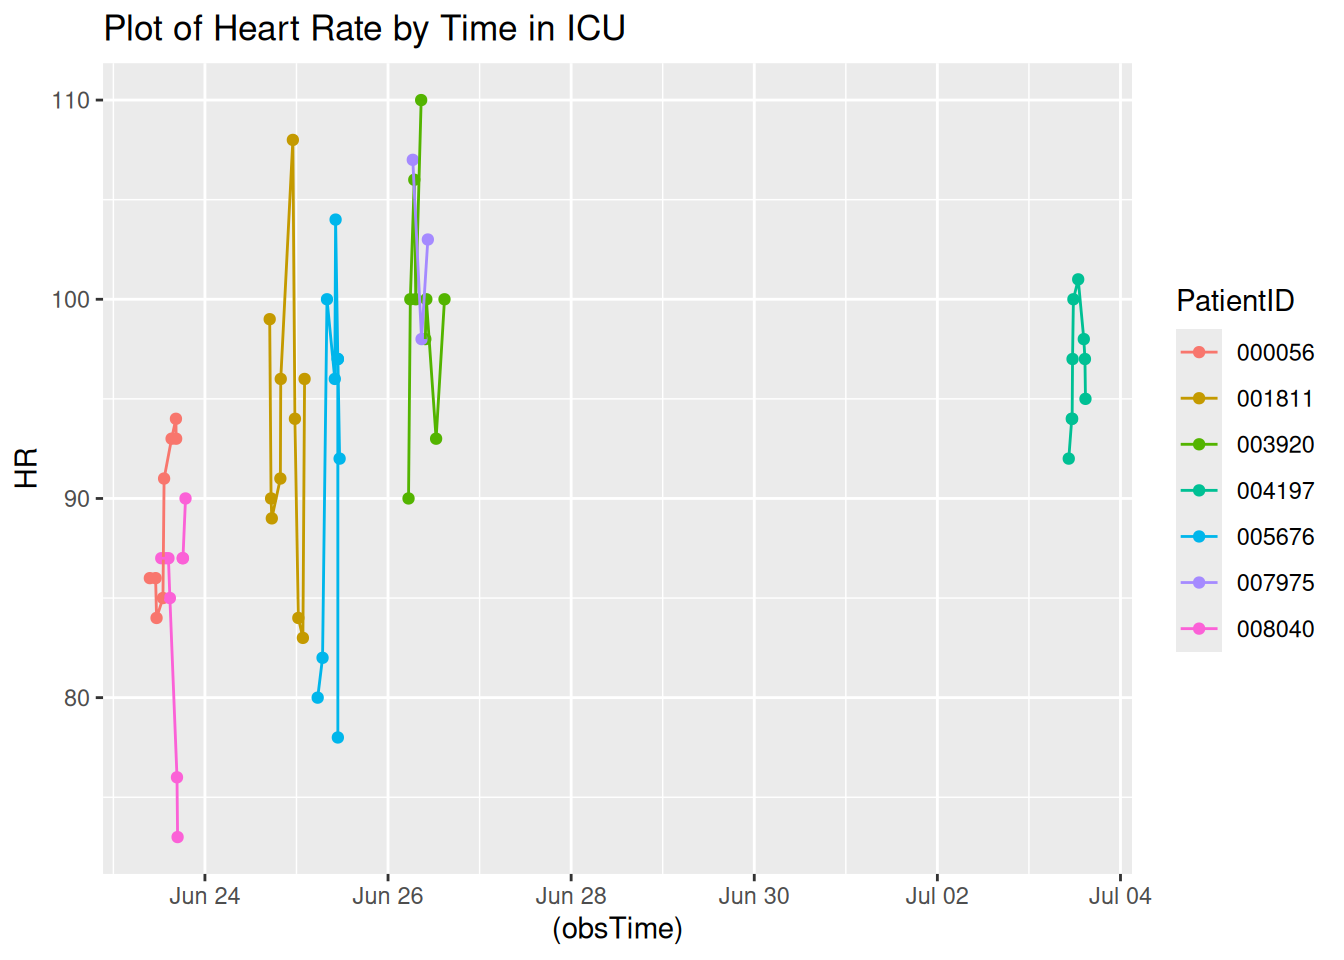 Plot of Heart Rate by Time in ICU
110
100
90
80
HR
Jun 24 Jun 26 Jun 28 Jun 30 Jul 02 Jul 04
(obsTime)
PatientID
000056
001811
003920
004197
005676
007975
008040